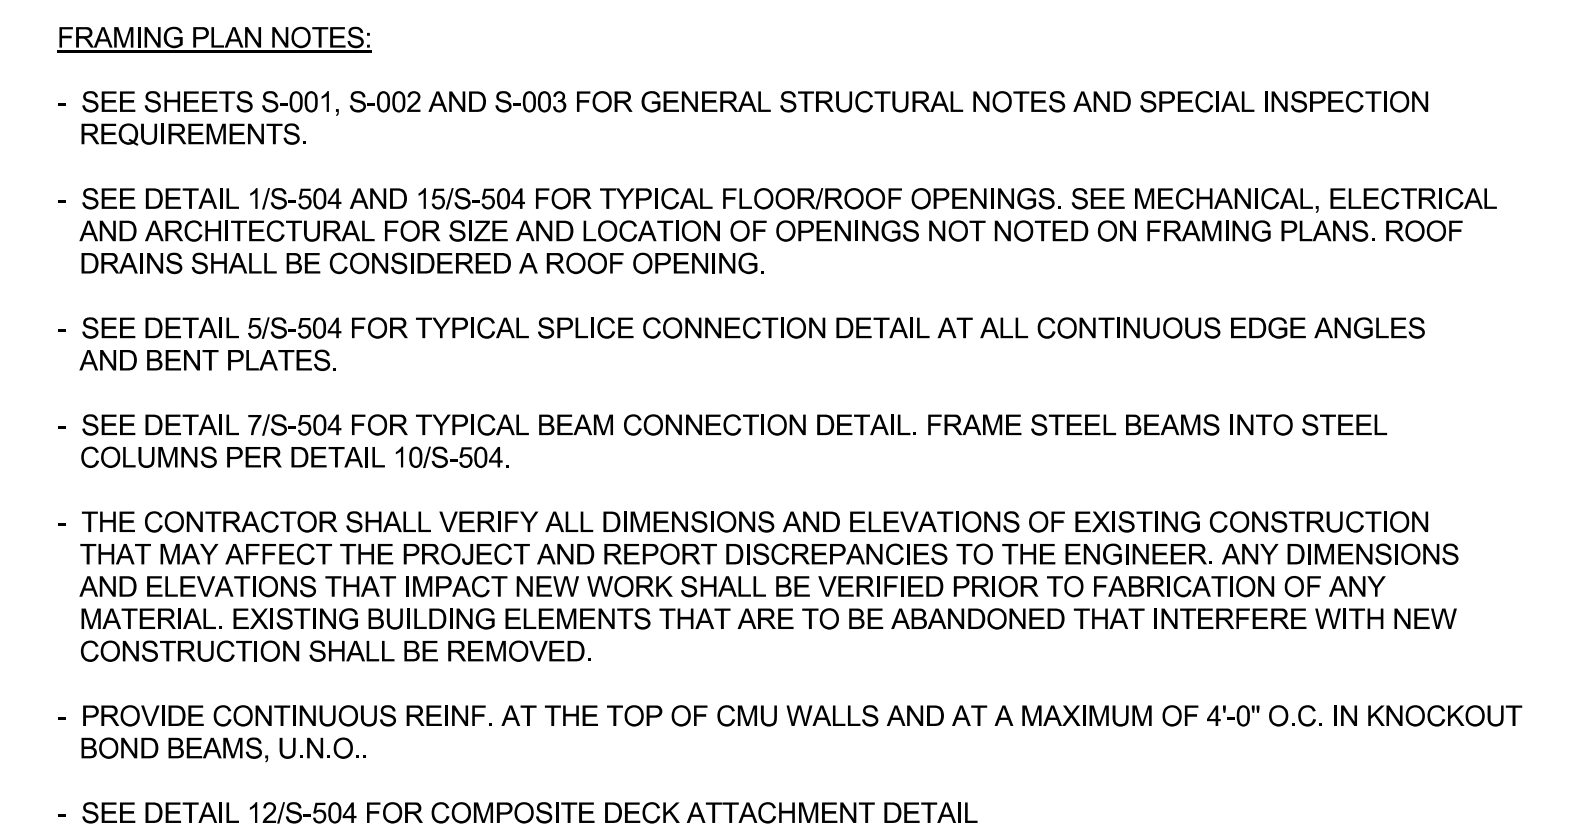 FRAMING PLAN NOTES:
- SEE SHEETS S-001, S-002 AND S-003 FOR GENERAL STRUCTURAL NOTES AND SPECIAL INSPECTION
REQUIREMENTS.
- SEE DETAIL 1/S-504 AND 15/S-504 FOR TYPICAL FLOOR/ROOF OPENINGS. SEE MECHANICAL, ELECTRICAL
AND ARCHITECTURAL FOR SIZE AND LOCATION OF OPENINGS NOT NOTED ON FRAMING PLANS. ROOF
DRAINS SHALL BE CONSIDERED A ROOF OPENING.
- SEE DETAIL 5/S-504 FOR TYPICAL SPLICE CONNECTION DETAIL AT ALL CONTINUOUS EDGE ANGLES
AND BENT PLATES.
- SEE DETAIL 7/S-504 FOR TYPICAL BEAM CONNECTION DETAIL. FRAME STEEL BEAMS INTO STEEL
COLUMNS PER DETAIL 10/S-504.
- THE CONTRACTOR SHALL VERIFY ALL DIMENSIONS AND ELEVATIONS OF EXISTING CONSTRUCTION
THAT MAY AFFECT THE PROJECT AND REPORT DISCREPANCIES TO THE ENGINEER. ANY DIMENSIONS
AND ELEVATIONS THAT IMPACT NEW WORK SHALL BE VERIFIED PRIOR TO FABRICATION OF ANY
MATERIAL. EXISTING BUILDING ELEMENTS THAT ARE TO BE ABANDONED THAT INTERFERE WITH NEW
CONSTRUCTION SHALL BE REMOVED.
- PROVIDE CONTINUOUS REINF. AT THE TOP OF CMU WALLS AND AT A MAXIMUM OF 4'-0" O.C. IN KNOCKOUT
BOND BEAMS, U.N.O..
- SEE DETAIL 12/S-504 FOR COMPOSITE DECK ATTACHMENT DETAIL